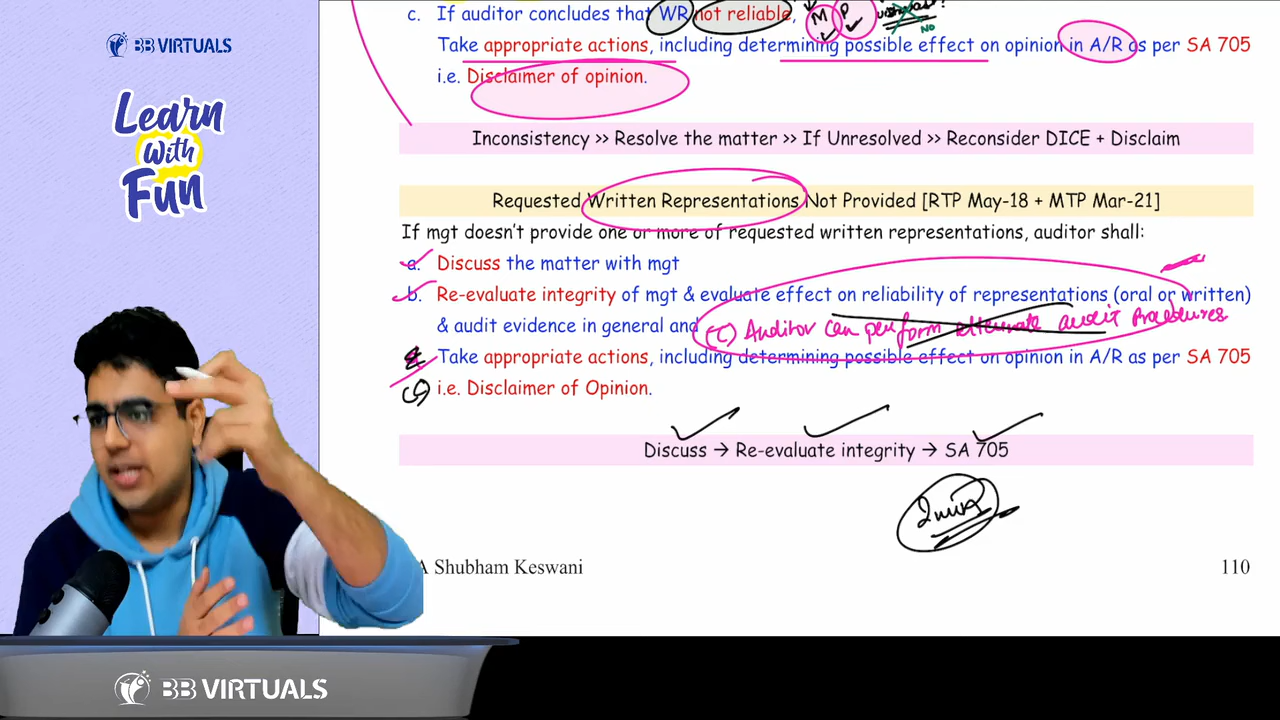 BB VIRTUALS
Learn
With
Fun
c. If auditor concludes that WR not reliable,
M P
NO
Take appropriate actions, including determining possible effect on opinion in A/R as per SA 705
i.e. Disclaimer of opinion.
Inconsistency >> Resolve the matter >> If Unresolved >> Reconsider DICE + Disclaim
Requested Written Representations Not Provided [RTP May-18 + MTP Mar-21]
If mgt doesn't provide one or more of requested written representations, auditor shall:
a. Discuss the matter with mgt
b. Re-evaluate integrity of mgt & evaluate effect on reliability of representations (oral or written)
& audit evidence in general and
(c) Auditor can perform alternate audit Procedures
Take appropriate actions, including determining possible effect on opinion in A/R as per SA 705
(c) i.e. Disclaimer of Opinion.
Discuss → Re-evaluate integrity → SA 705
A Shubham Keswani
110
BB VIRTUALS